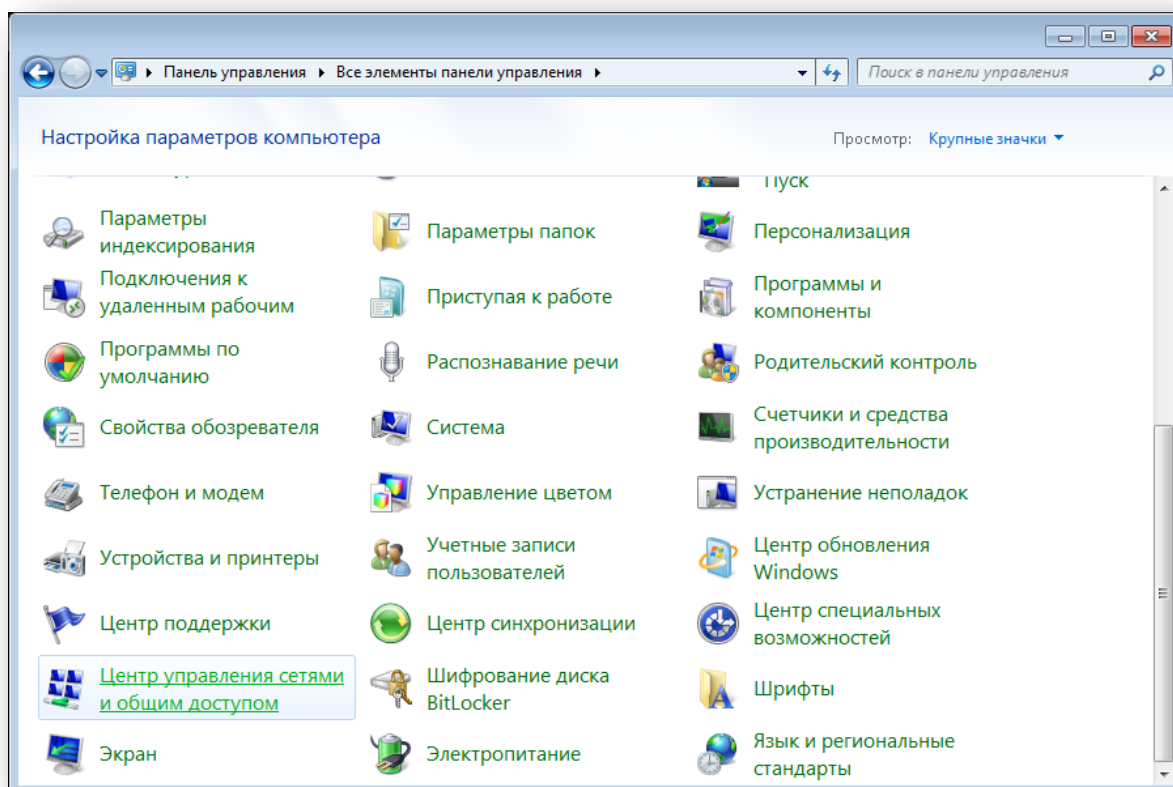 Панель управления
Все элементы панели управления
Поиск в панели управления
Настройка параметров компьютера
Просмотр: Крупные значки
Пуск
Параметры
индексирования
Параметры папок
Персонализация
Подключения к
удаленным рабочим
Приступая к работе
Программы и
компоненты
Программы по
умолчанию
Распознавание речи
Родительский контроль
Свойства обозревателя
Система
Счетчики и средства
производительности
Телефон и модем
Управление цветом
Устранение неполадок
Устройства и принтеры
Учетные записи
пользователей
Центр обновления
Windows
Центр поддержки
Центр синхронизации
Центр специальных
возможностей
Центр управления сетями
и общим доступом
Шифрование диска
BitLocker
Шрифты
Экран
Электропитание
Язык и региональные
стандарты